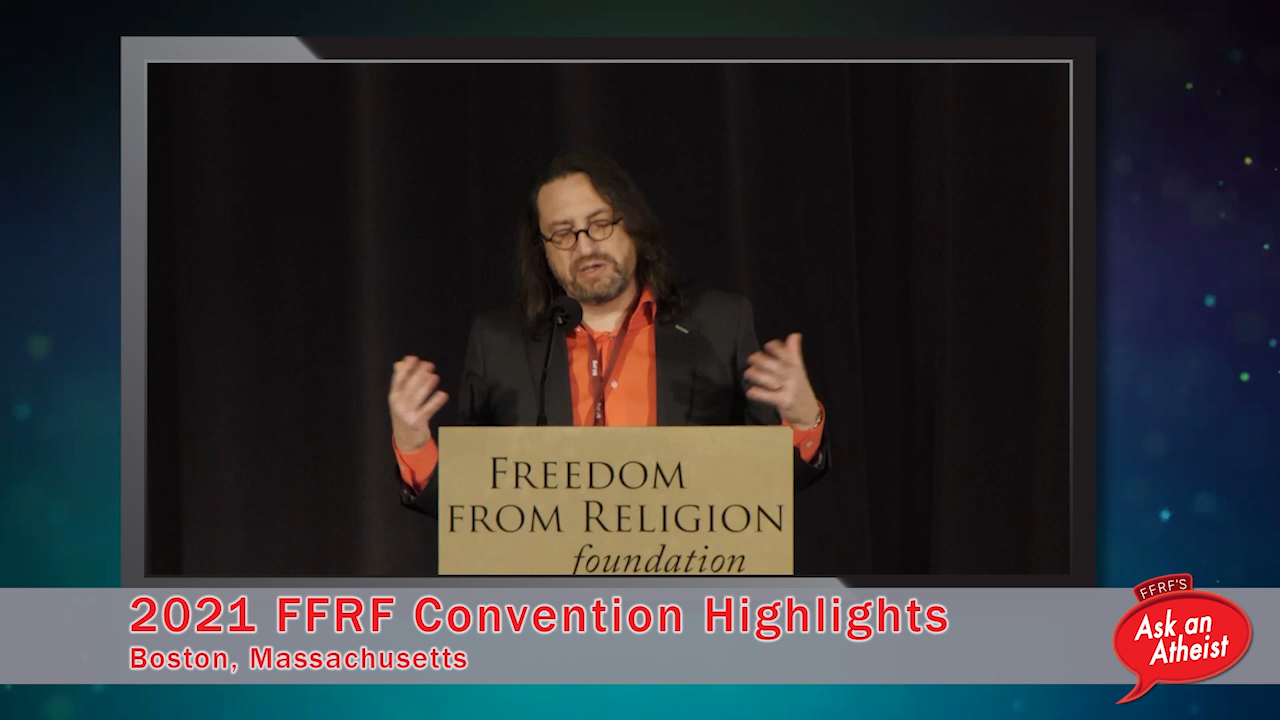 FREEDOM
FROM RELIGION
foundation
2021 FFRF Convention Highlights
Boston, Massachusetts
FFRF'S
Ask an
Atheist